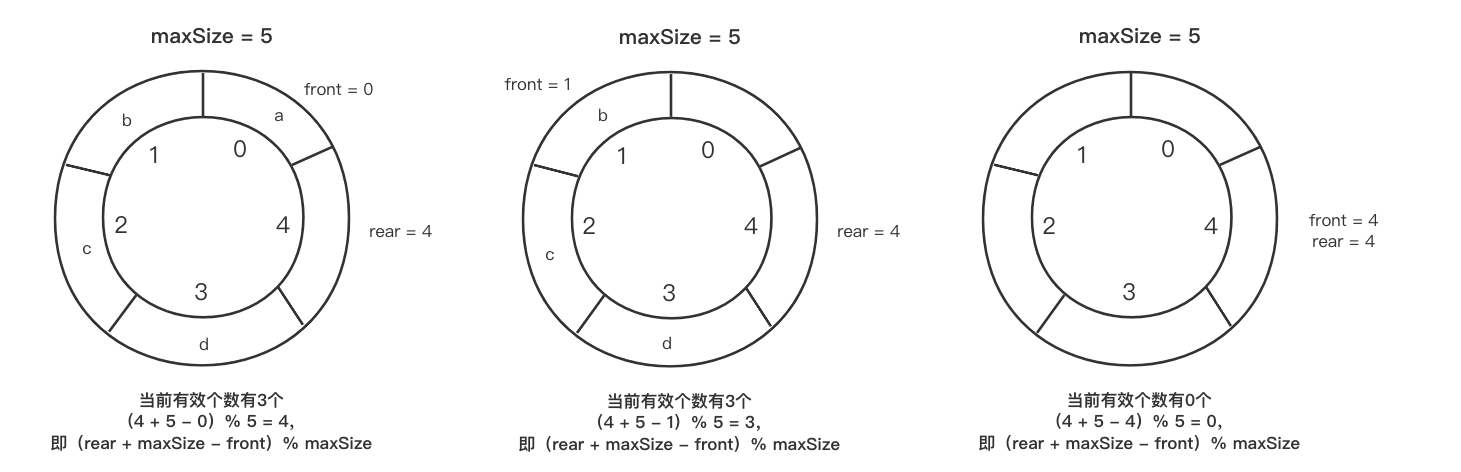 maxSize = 5
front = 0
a
b
0
1
2
4
c
rear = 4
3
d
当前有效个数有3个
（4 + 5 - 0）% 5 = 4，
即（rear + maxSize - front）% maxSize
maxSize = 5
front = 1
b
0
1
2
4
rear = 4
c
3
d
当前有效个数有3个
（4 + 5 - 1）% 5 = 3，
即（rear + maxSize - front）% maxSize
maxSize = 5
0
1
2
4
front = 4
rear = 4
3
当前有效个数有0个
（4 + 5 - 4）% 5 = 0，
即（rear + maxSize - front）% maxSize